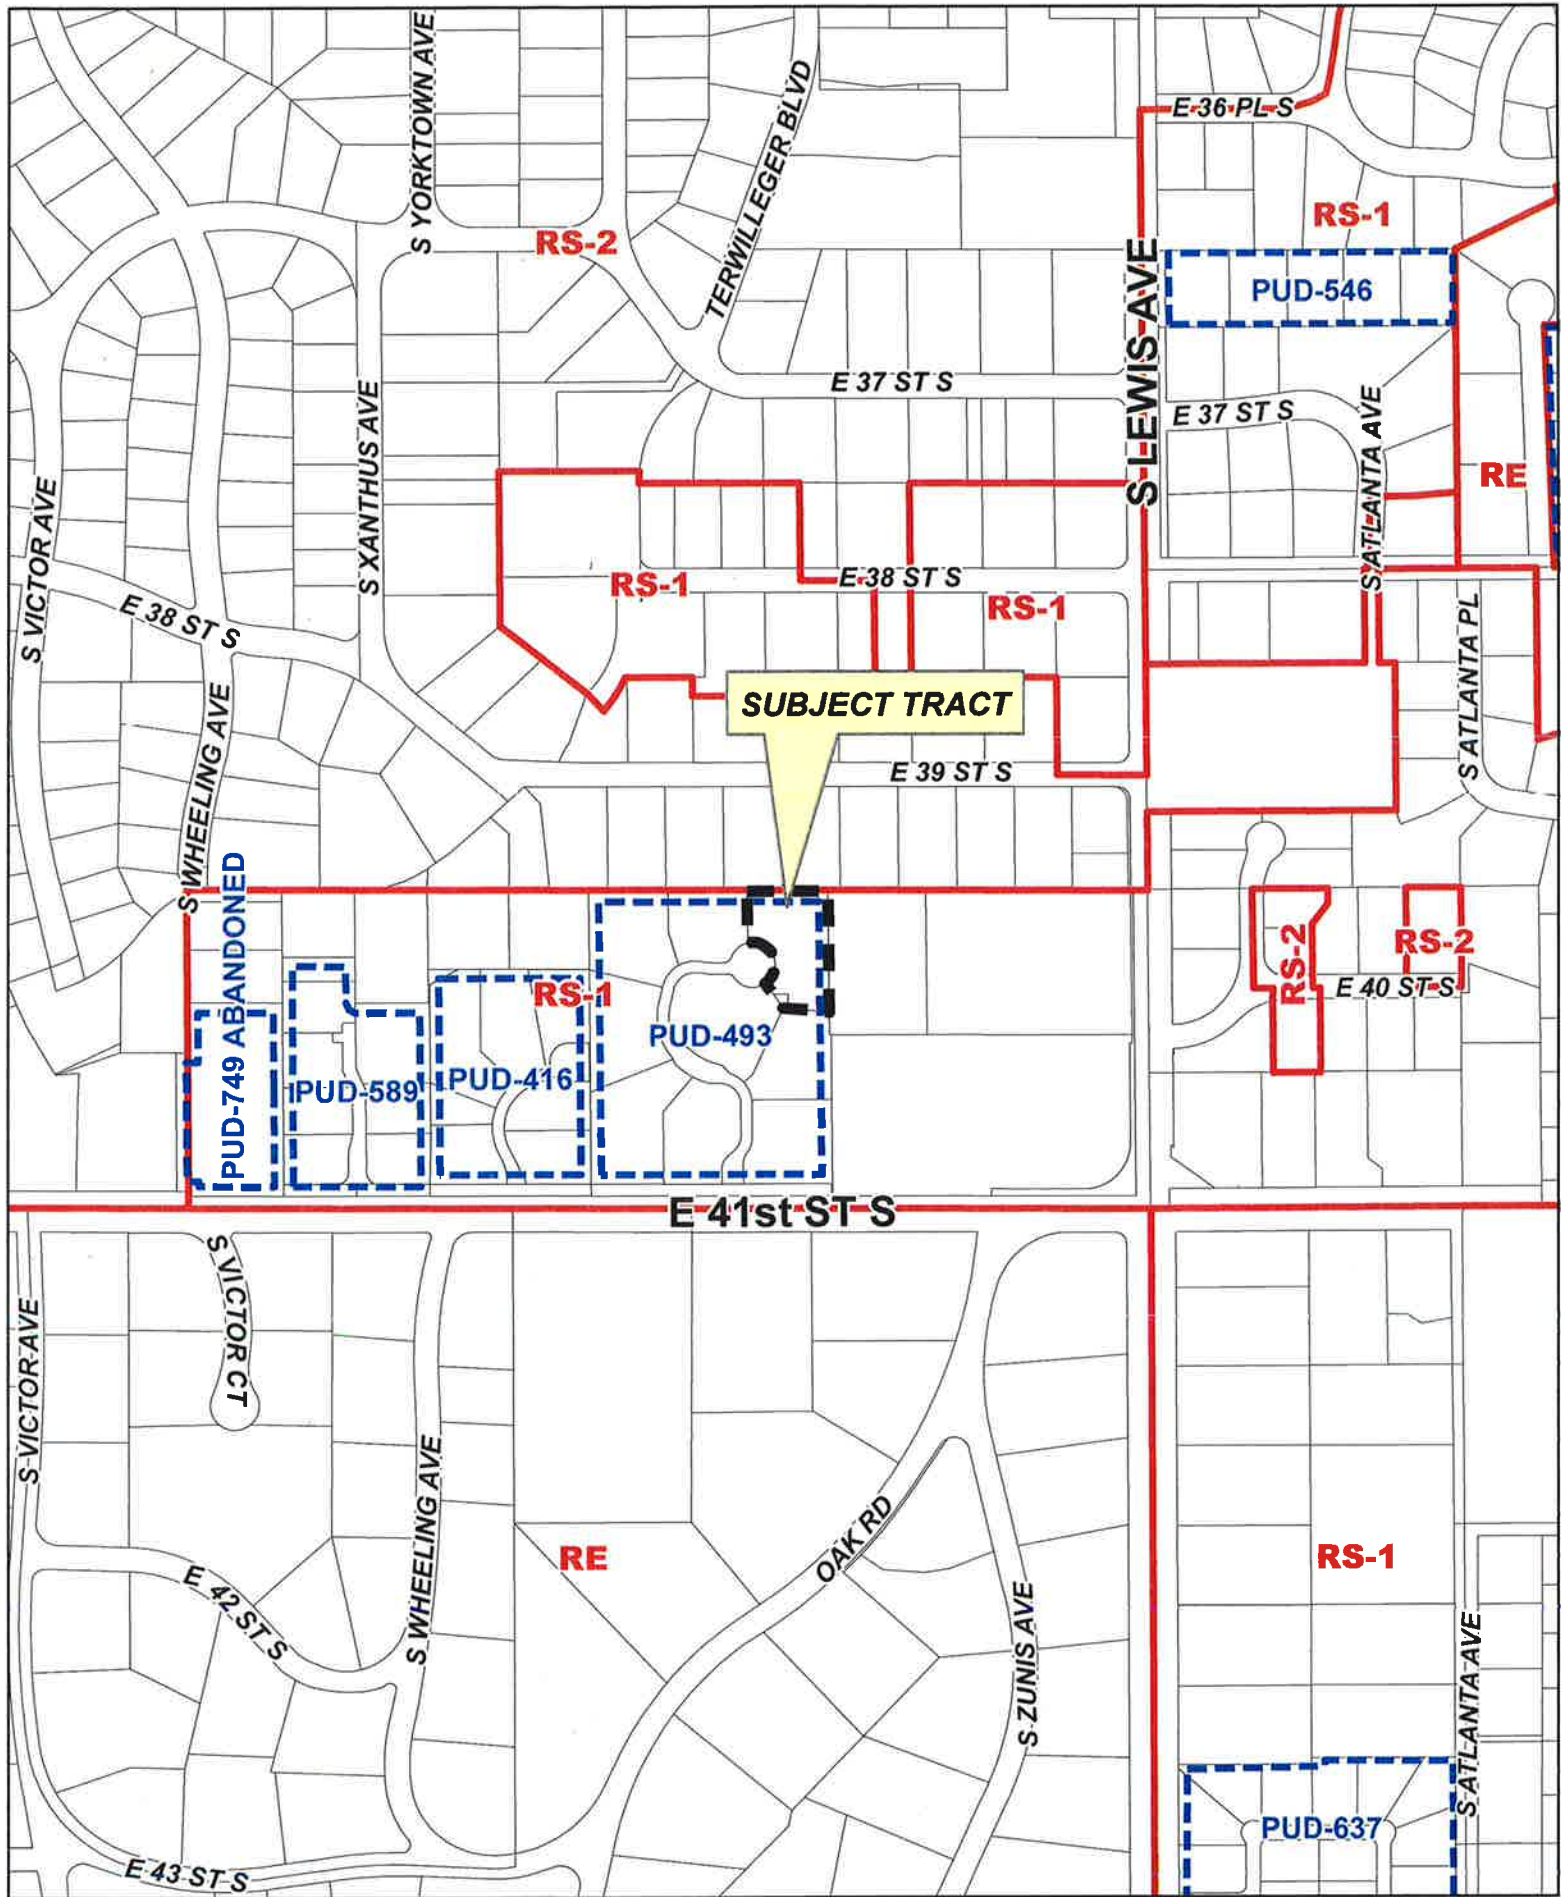 S YORKTOWN AVE
TERWILLEGER BLVD
E 36 PL S
RS-1
RS-2
S LEWIS AVE
PUD-546
E 37 ST S
E 37 ST S
S XANTHUS AVE
S ATLANTA AVE
RE
S VICTOR AVE
E 38 ST S
RS-1
RS-1
E 38 ST S
S ATLANTA PL
SUBJECT TRACT
S WHEELING AVE
E 39 ST S
PUD-749 ABANDONED
RS-2
RS-2
E 40 ST S
RS-1
PUD-493
PUD-416
PUD-589
E 41st ST S
S VICTOR CT
S VICTOR AVE
S WHEELING AVE
OAK RD
RE
RS-1
E 42 ST S
S ZUNIS AVE
S ATLANTA AVE
PUD-637
E 43 ST S